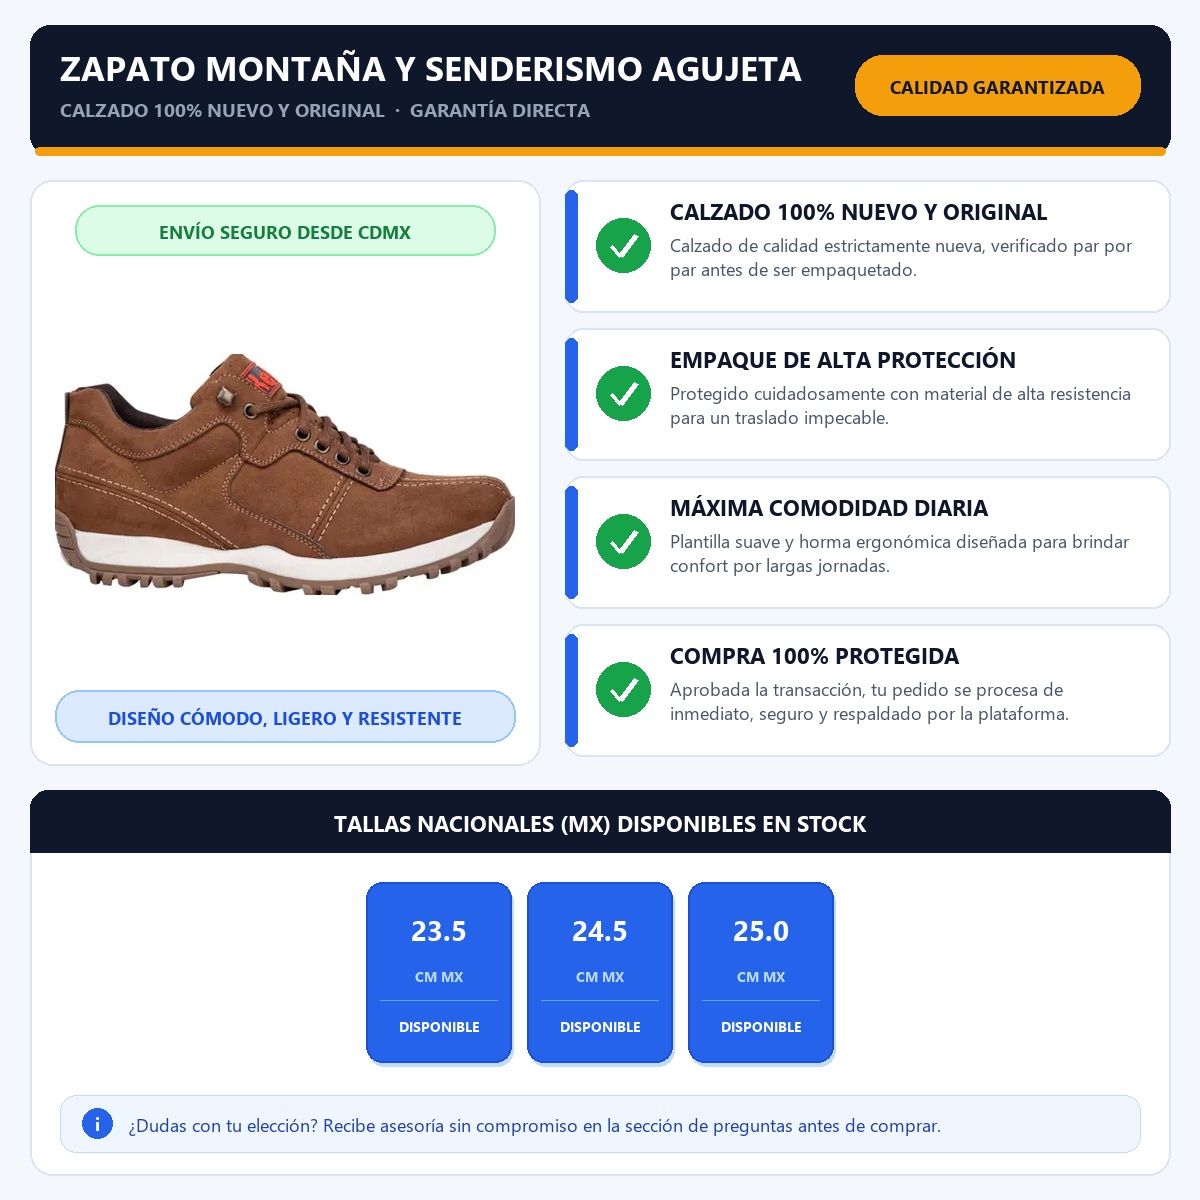 ZAPATO MONTAÑA Y SENDERISMO AGUJETA
CALZADO 100% NUEVO Y ORIGINAL · GARANTÍA DIRECTA
CALIDAD GARANTIZADA
ENVÍO SEGURO DESDE CDMX
DISEÑO CÓMODO, LIGERO Y RESISTENTE
CALZADO 100% NUEVO Y ORIGINAL
Calzado de calidad estrictamente nueva, verificado par por
par antes de ser empaquetado.
EMPAQUE DE ALTA PROTECCIÓN
Protegido cuidadosamente con material de alta resistencia
para un traslado impecable.
MÁXIMA COMODIDAD DIARIA
Plantilla suave y horma ergonómica diseñada para brindar
confort por largas jornadas.
COMPRA 100% PROTEGIDA
Aprobada la transacción, tu pedido se procesa de
inmediato, seguro y respaldado por la plataforma.
TALLAS NACIONALES (MX) DISPONIBLES EN STOCK
23.5
CM MX
DISPONIBLE
24.5
CM MX
DISPONIBLE
25.0
CM MX
DISPONIBLE
¿Dudas con tu elección? Recibe asesoría sin compromiso en la sección de preguntas antes de comprar.